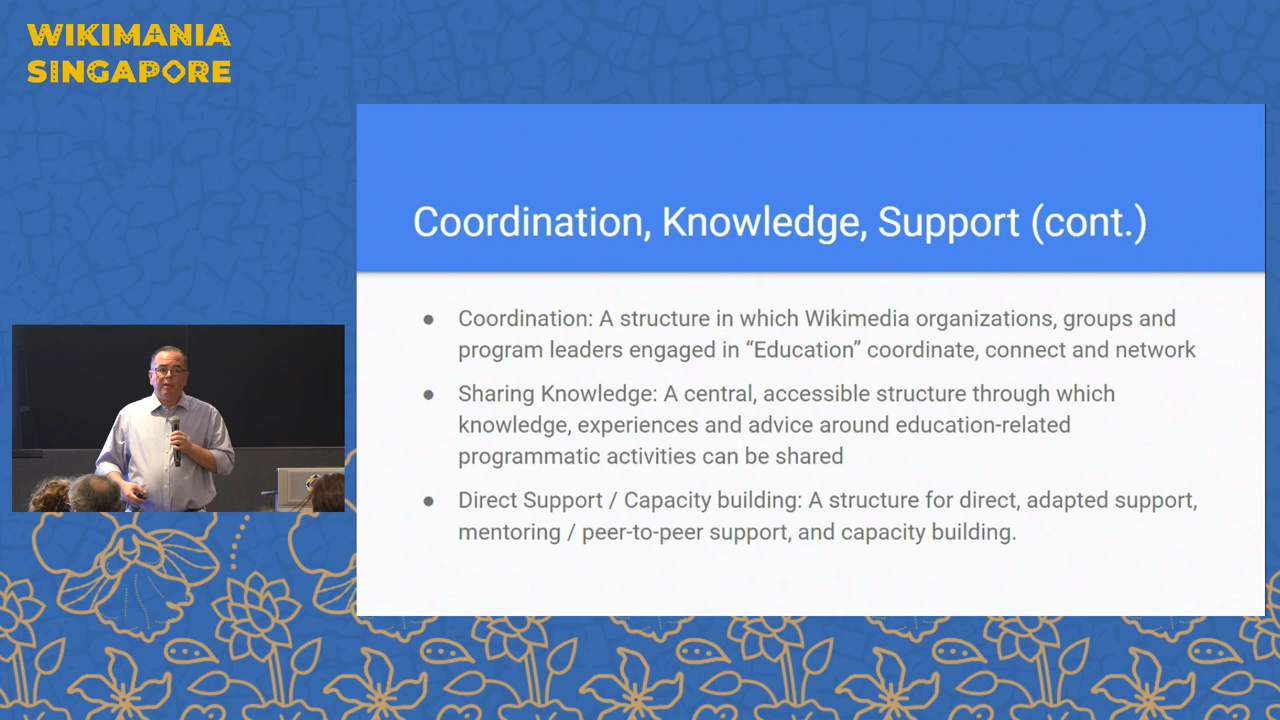 WIKIMANIA
SINGAPORE
Coordination, Knowledge, Support (cont.)
● Coordination: A structure in which Wikimedia organizations, groups and
program leaders engaged in “Education” coordinate, connect and network
● Sharing Knowledge: A central, accessible structure through which
knowledge, experiences and advice around education-related
programmatic activities can be shared
● Direct Support / Capacity building: A structure for direct, adapted support,
mentoring / peer-to-peer support, and capacity building.